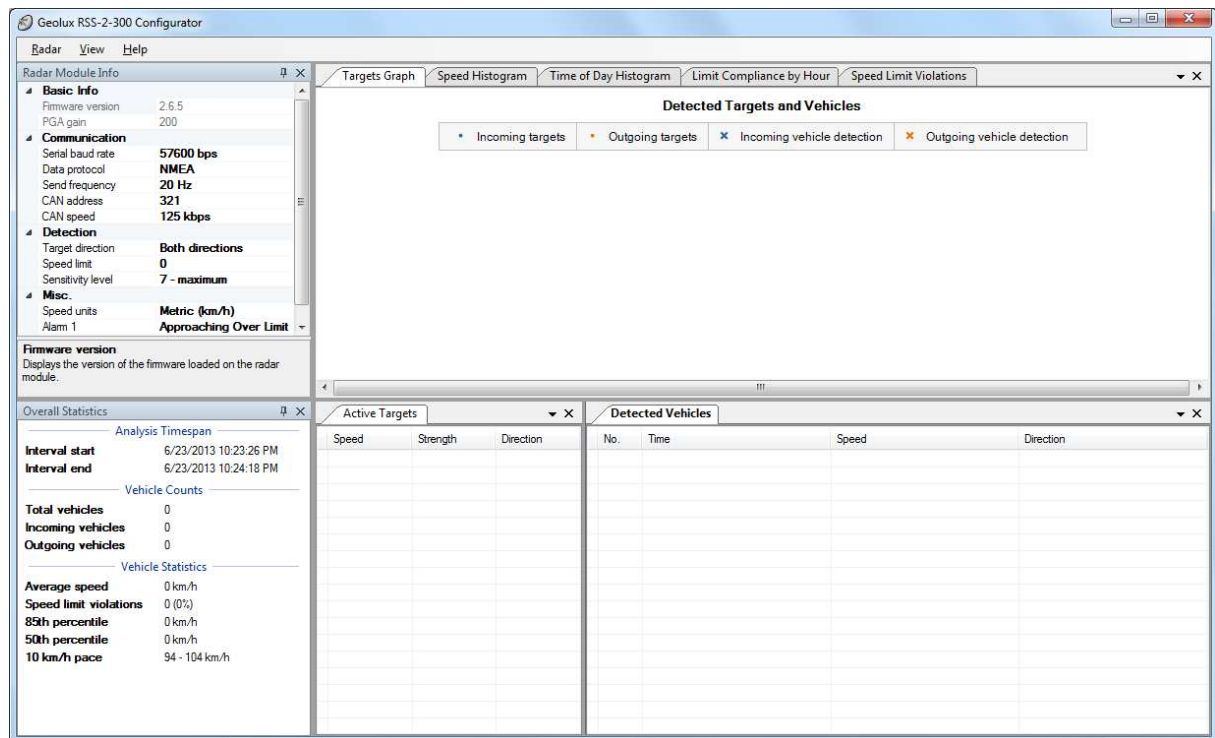 Geolux RSS-2-300 Configurator
Radar View Help
Radar Module Info
Basic Info
Firmware version 2.6.5
PGA gain 200
Communication
Serial baud rate 57600 bps
Data protocol NMEA
Send frequency 20 Hz
CAN address 321
CAN speed 125 kbps
Detection
Target direction Both directions
Speed limit 0
Sensitivity level 7 - maximum
Misc.
Speed units Metric (km/h)
Alarm 1 Approaching Over Limit
Firmware version
Displays the version of the firmware loaded on the radar
module.
Targets Graph Speed Histogram Time of Day Histogram Limit Compliance by Hour Speed Limit Violations
Detected Targets and Vehicles
Incoming targets Outgoing targets Incoming vehicle detection Outgoing vehicle detection
Overall Statistics
Analysis Timespan
Interval start 6/23/2013 10:23:26 PM
Interval end 6/23/2013 10:24:18 PM
Vehicle Counts
Total vehicles 0
Incoming vehicles 0
Outgoing vehicles 0
Vehicle Statistics
Average speed 0 km/h
Speed limit violations 0 (0%)
85th percentile 0 km/h
50th percentile 0 km/h
10 km/h pace 94 - 104 km/h
Active Targets
Speed Strength Direction
Detected Vehicles
No. Time Speed Direction